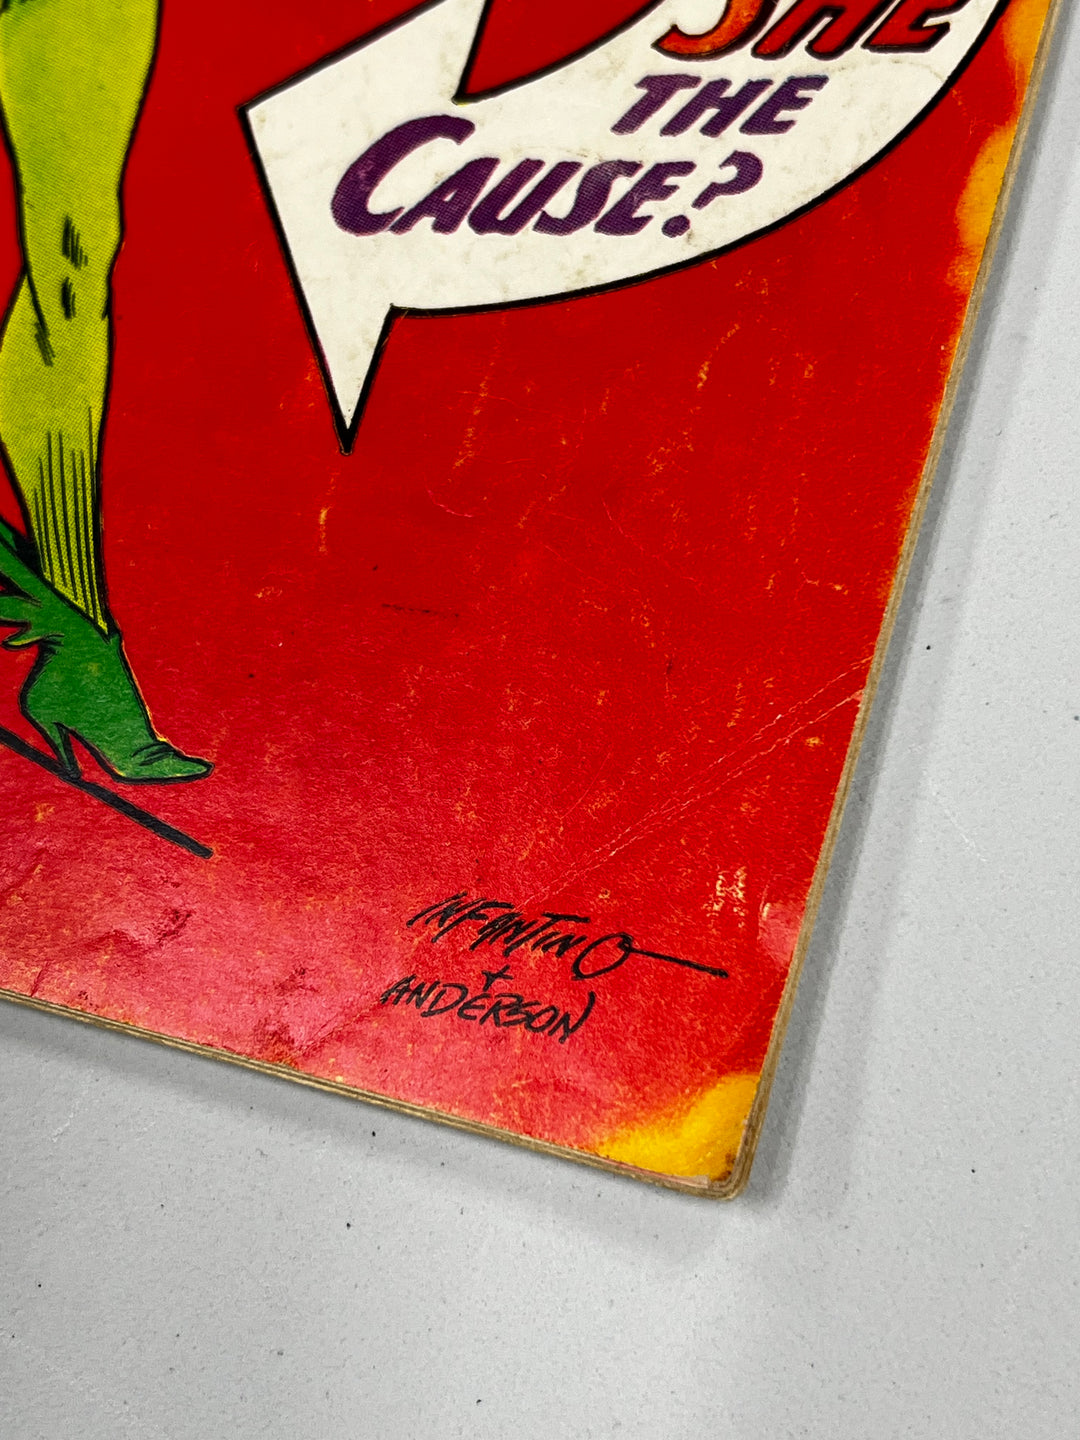 SHE
THE
CAUSE?
INFANTINO
+
ANDERSON